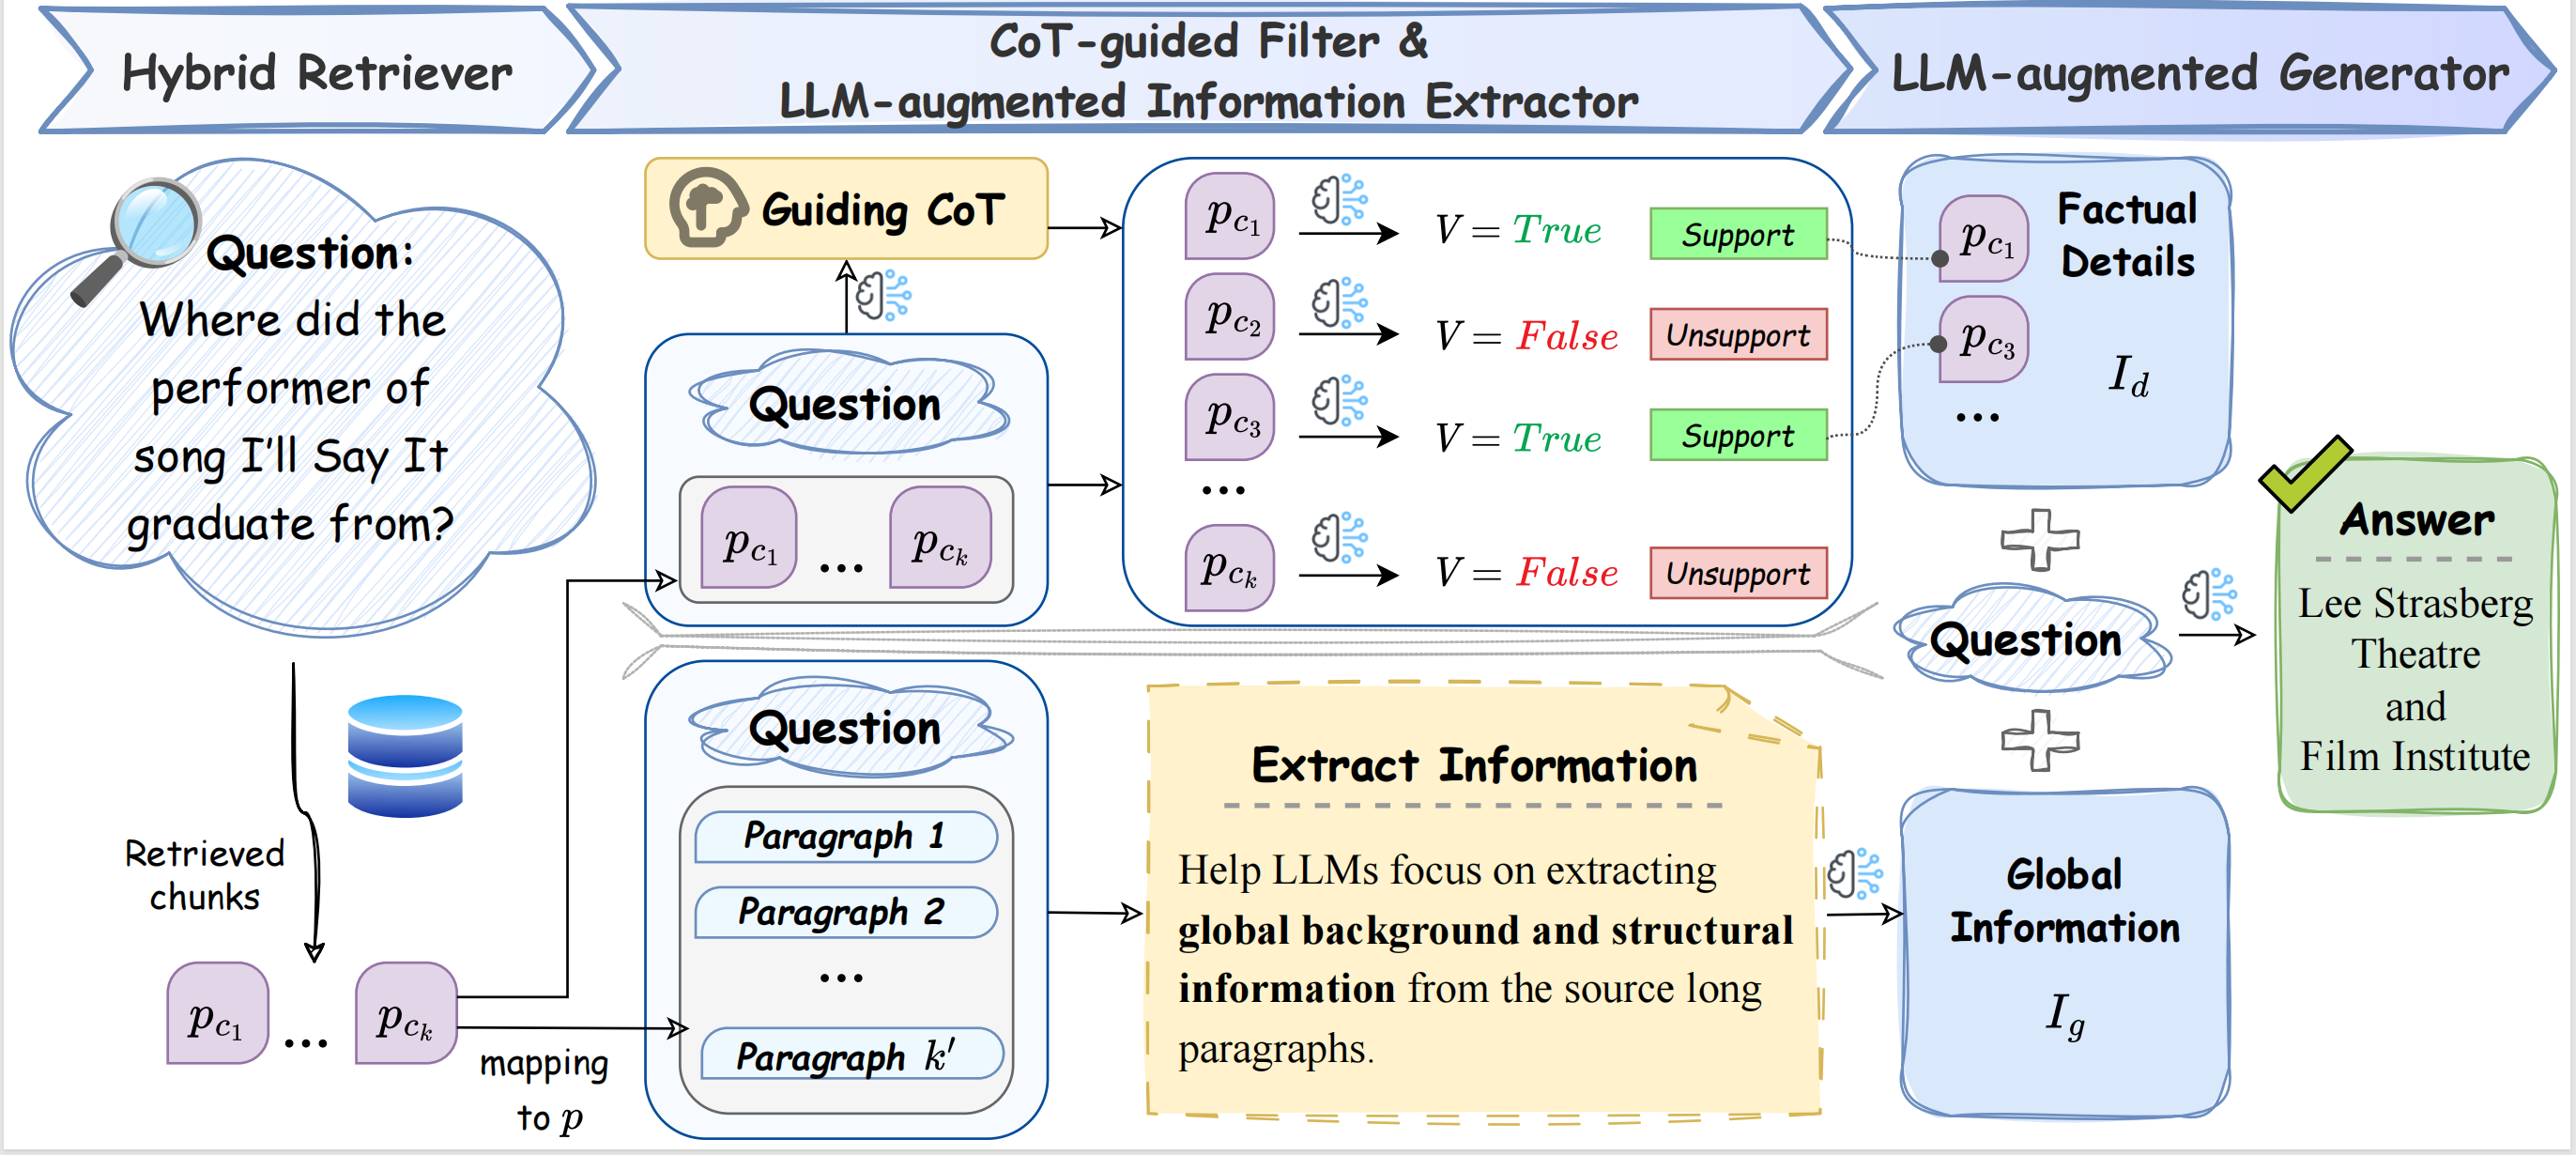 Hybrid Retriever
CoT-guided Filter &
LLM-augmented Information Extractor
LLM-augmented Generator
Question:
Where did the
performer of
song I'll Say It
graduate from?
Retrieved
chunks
p_{c_1} ... p_{c_k}
mapping
to p
Guiding CoT
Question
p_{c_1} ... p_{c_k}
p_{c_1} V = True Support
p_{c_2} V = False Unsupport
p_{c_3} V = True Support
...
p_{c_k} V = False Unsupport
Question
Paragraph 1
Paragraph 2
...
Paragraph k′
Extract Information
Help LLMs focus on extracting
global background and structural
information from the source long
paragraphs.
Factual
Details
p_{c_1}
p_{c_3}
...
I_d
Question
Global
Information
I_g
Answer
Lee Strasberg
Theatre
and
Film Institute